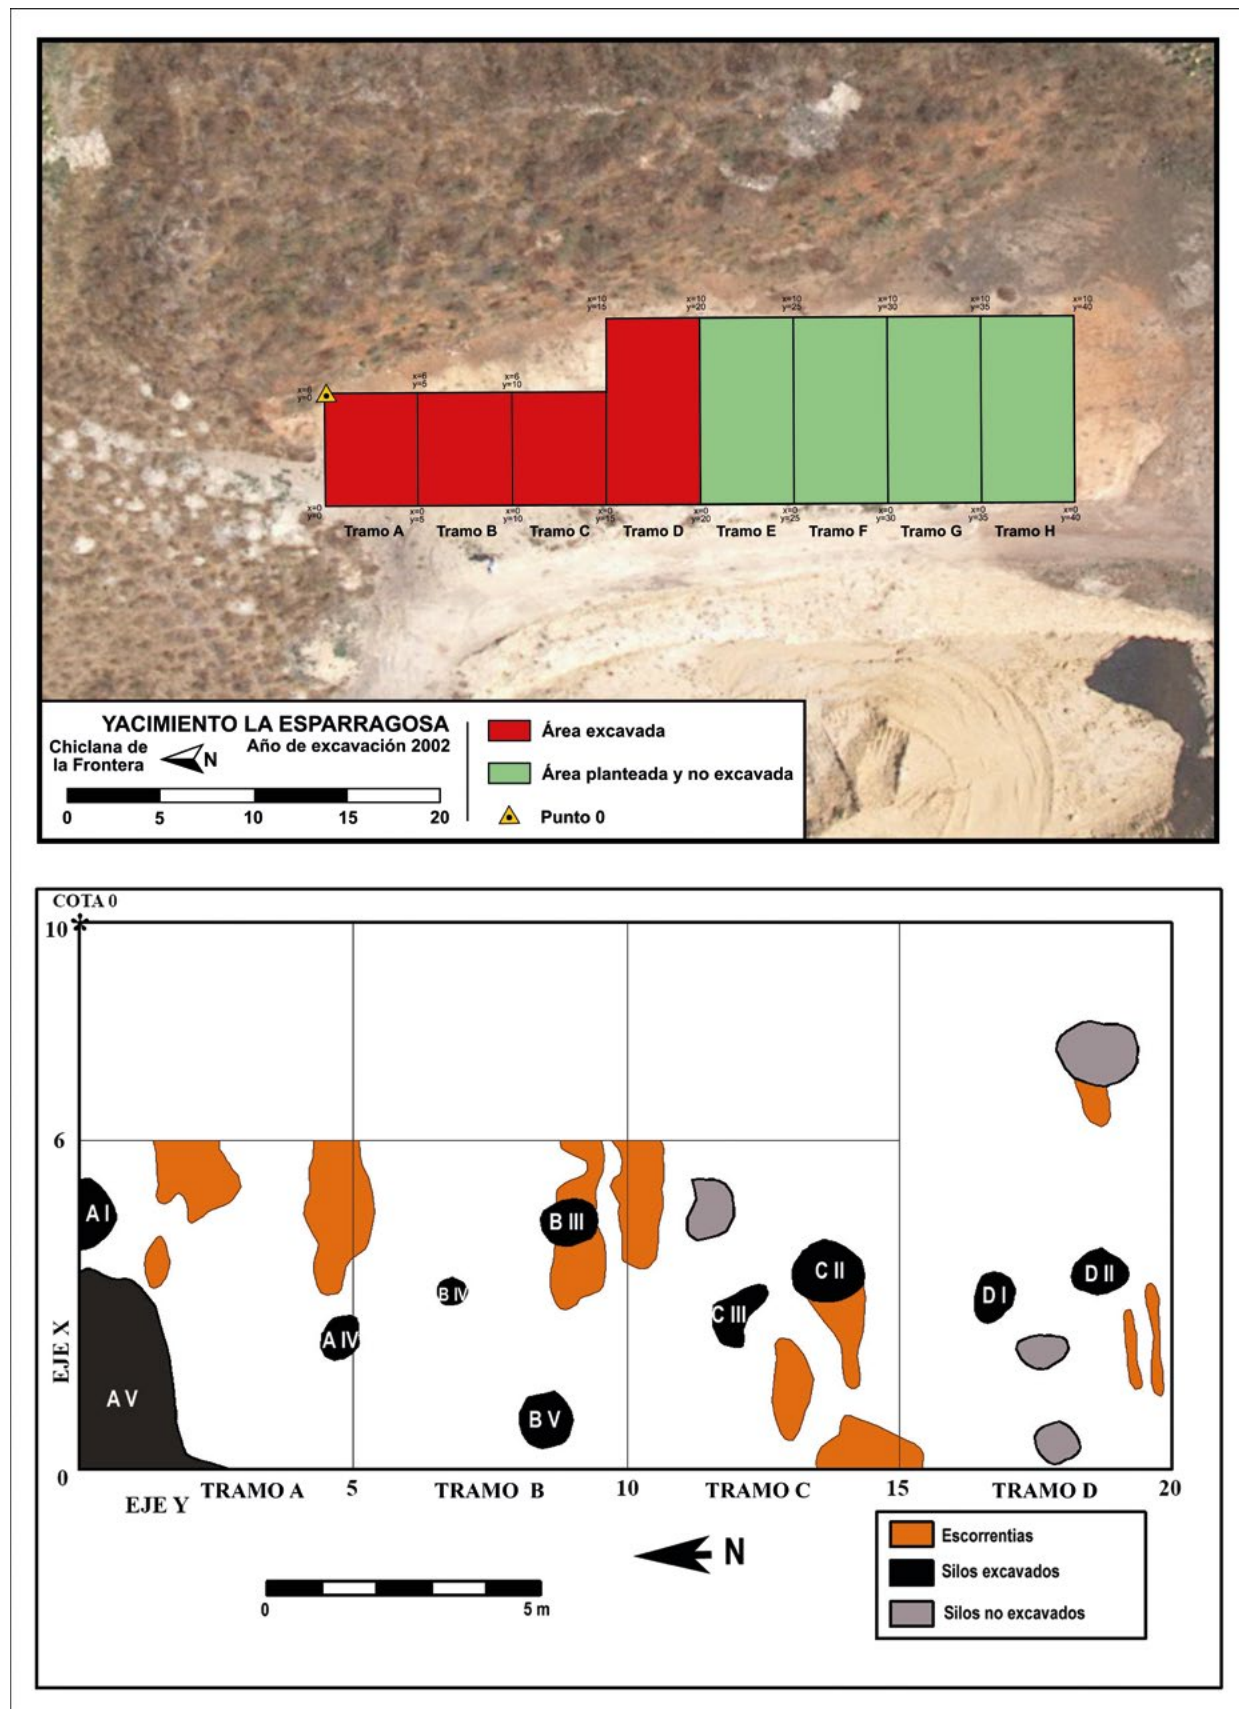 x=10
y=15
x=10
y=20
x=10
y=25
x=10
y=30
x=10
y=35
x=10
y=40
x=6
y=0
x=6
y=5
x=6
y=10
x=0
y=0
x=0
y=5
x=0
y=10
x=0
y=15
x=0
y=20
x=0
y=25
x=0
y=30
x=0
y=35
x=0
y=40
Tramo A Tramo B Tramo C Tramo D Tramo E Tramo F Tramo G Tramo H
YACIMIENTO LA ESPARRAGOSA
Chiclana de
la Frontera
N
Año de excavación 2002
0 5 10 15 20
Área excavada
Área planteada y no excavada
Punto 0
COTA 0
10
6
A I
B III
C II
D II
B IV
D I
C III
A IV
EJE X
A V
B V
0
TRAMO A 5 TRAMO B 10 TRAMO C 15 TRAMO D 20
EJE Y
N
0 5 m
Escorrentias
Silos excavados
Silos no excavados